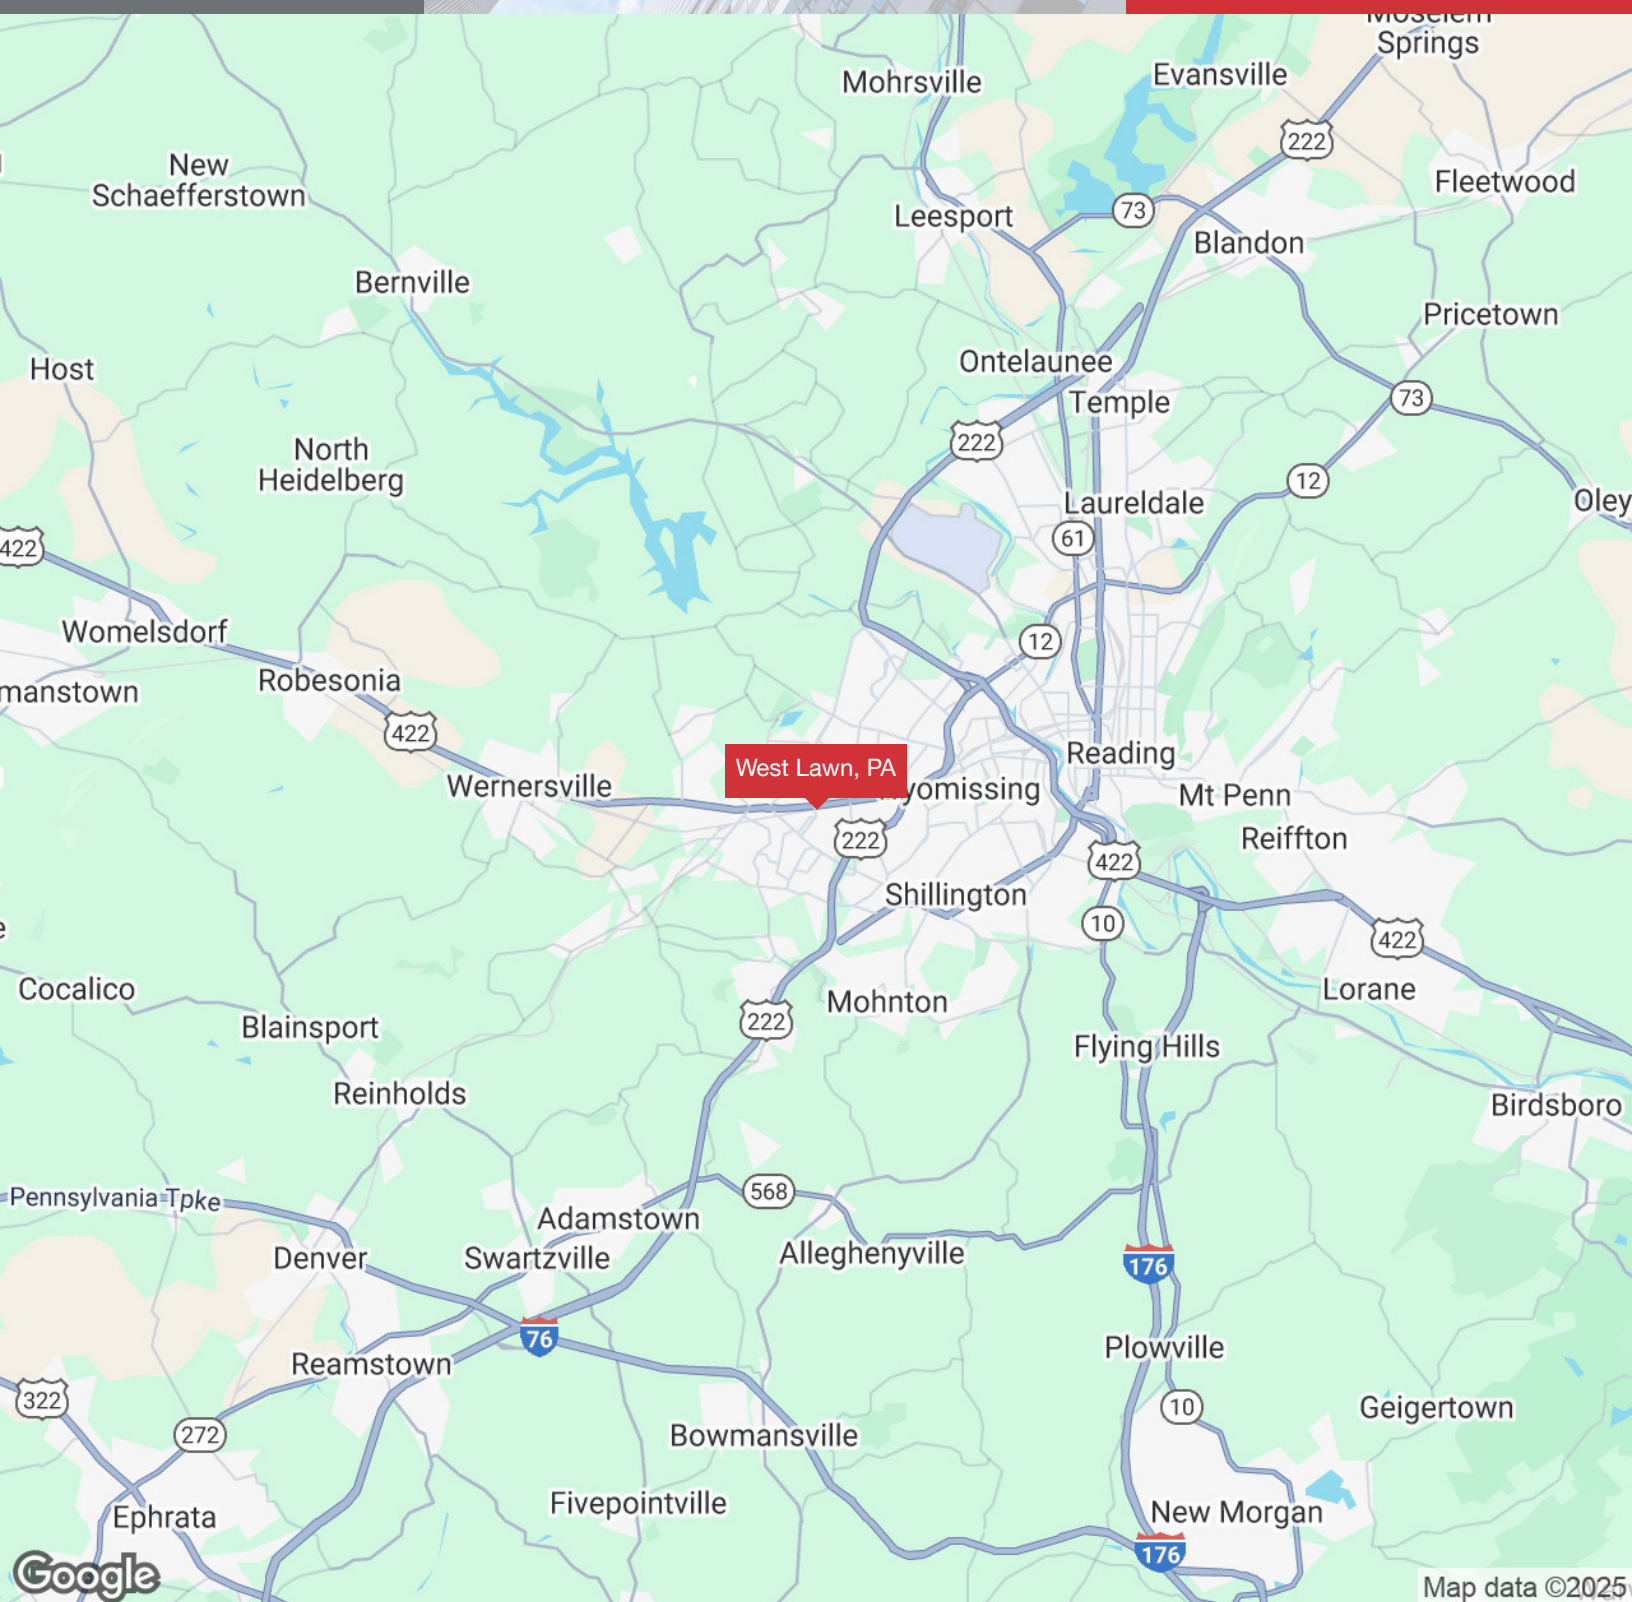 Moselem
Springs
Mohrsville
Evansville
222
New
Schaefferstown
Fleetwood
Leesport
73
Blandon
Bernville
Pricetown
Host
Ontelaunee
Temple
73
222
North
Heidelberg
12
Laureldale
Oley
422
61
Womelsdorf
12
Robesonia
manstown
422
Reading
West Lawn, PA
Wernersville
yomissing
Mt Penn
222
Reiffton
422
Shillington
10
422
Cocalico
Lorane
Mohnton
222
Blainsport
Flying Hills
Reinholds
Birdsboro
Pennsylvania Tpke
568
Adamstown
Denver
Swartzville
Alleghenyville
176
76
Plowville
Reamstown
322
10
Geigertown
272
Bowmansville
Fivepointville
New Morgan
Ephrata
176
Google
Map data ©2025